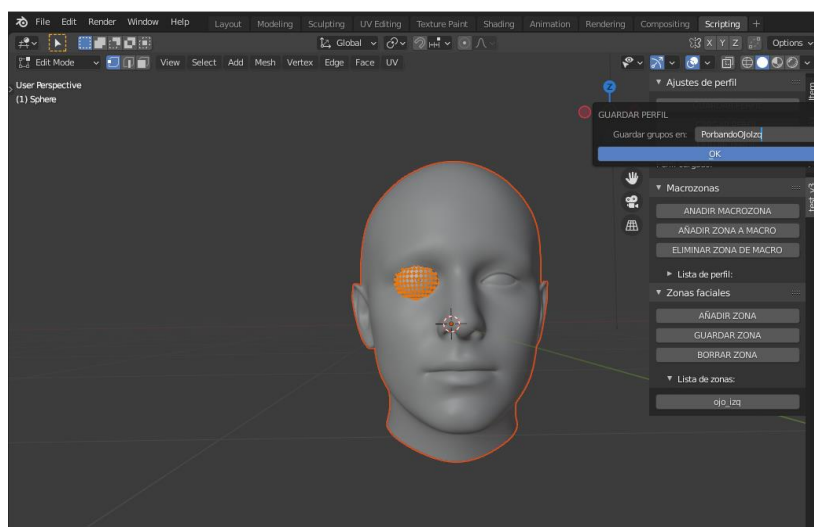 File Edit Render Window Help Layout Modeling Sculpting UV Editing Texture Paint Shading Animation Rendering Compositing Scripting +
Global X Y Z Options
Edit Mode View Select Add Mesh Vertex Edge Face UV
User Perspective
(1) Sphere
Ajustes de perfil
Item
Z
GUARDAR PERFIL
Guardar grupos en: PorbandoOjoIzq
OK
Macrozonas
test_v3
ANADIR MACROZONA
AÑADIR ZONA A MACRO
ELIMINAR ZONA DE MACRO
Lista de perfil:
Zonas faciales
AÑADIR ZONA
GUARDAR ZONA
BORRAR ZONA
Lista de zonas:
ojo_izq